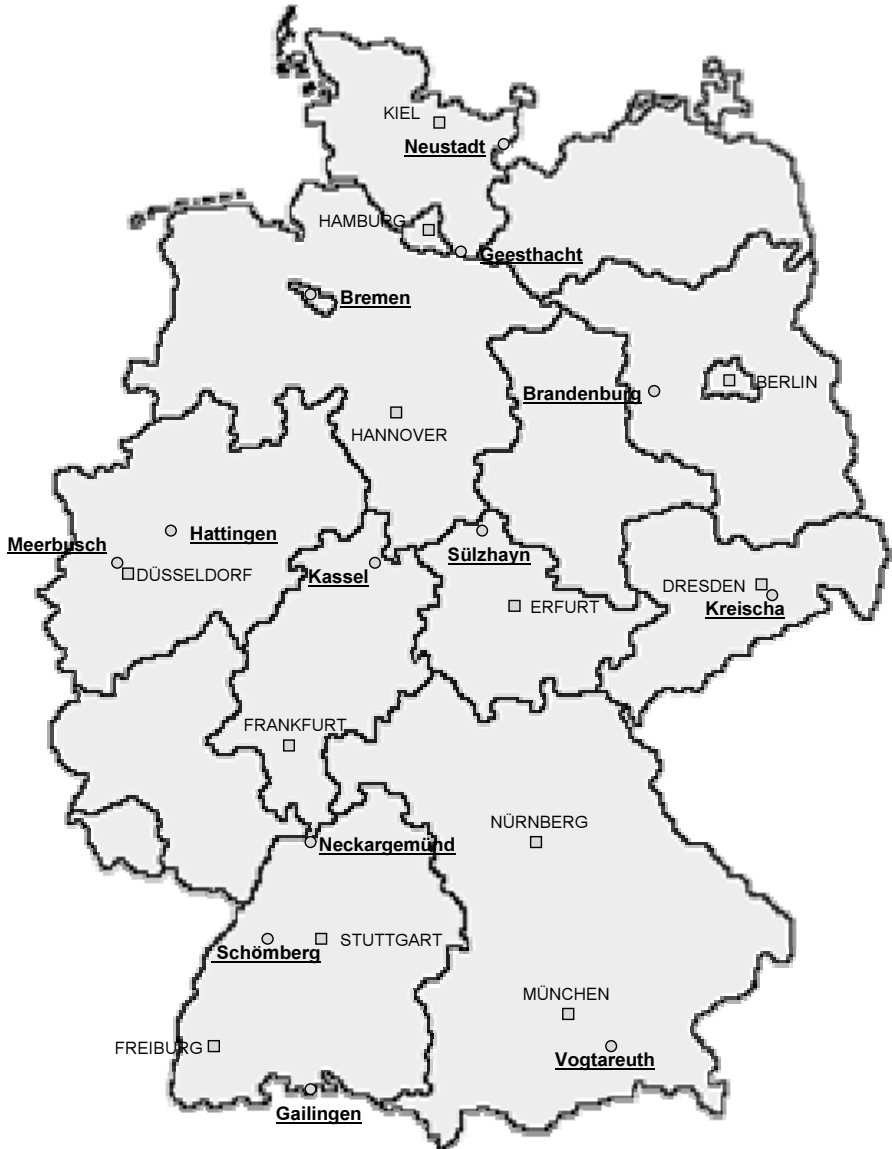 KIEL
Neustadt
HAMBURG
Geesthacht
Bremen
Brandenburg
BERLIN
HANNOVER
Hattingen
Meerbusch
DÜSSELDORF
Kassel
Sülzhayn
ERFURT
DRESDEN
Kreischa
FRANKFURT
NÜRNBERG
Neckargemünd
STUTTGART
Schömberg
MÜNCHEN
FREIBURG
Vogtareuth
Gailingen